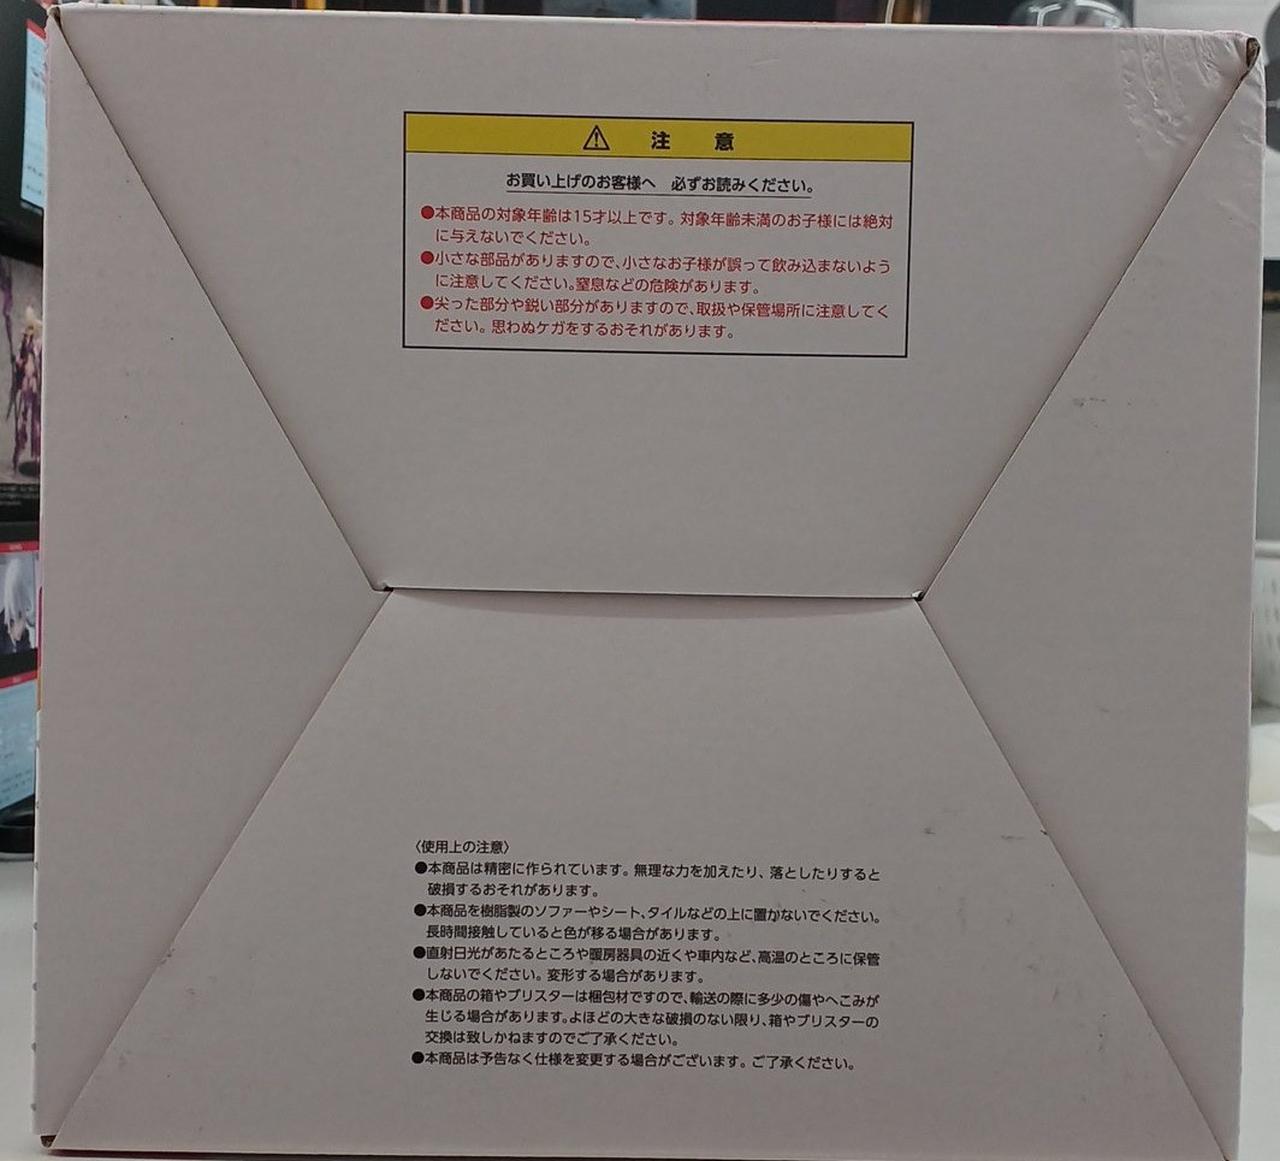 ⚠ 注 意
お買い上げのお客様へ 必ずお読みください。
●本商品の対象年齢は15才以上です。対象年齢未満のお子様には絶対
に与えないでください。
●小さな部品がありますので、小さなお子様が誤って飲み込まないよう
に注意してください。窒息などの危険があります。
●尖った部分や鋭い部分がありますので、取扱や保管場所に注意してく
ださい。思わぬケガをするおそれがあります。
〈使用上の注意〉
●本商品は精密に作られています。無理な力を加えたり、落としたりすると
破損するおそれがあります。
●本商品を樹脂製のソファーやシート、タイルなどの上に置かないでください。
長時間接触していると色が移る場合があります。
●直射日光があたるところや暖房器具の近くや車内など、高温のところに保管
しないでください。変形する場合があります。
●本商品の箱やブリスターは梱包材ですので、輸送の際に多少の傷やへこみが
生じる場合があります。よほどの大きな破損のない限り、箱やブリスターの
交換は致しかねますのでご了承ください。
●本商品は予告なく仕様を変更する場合がございます。ご了承ください。